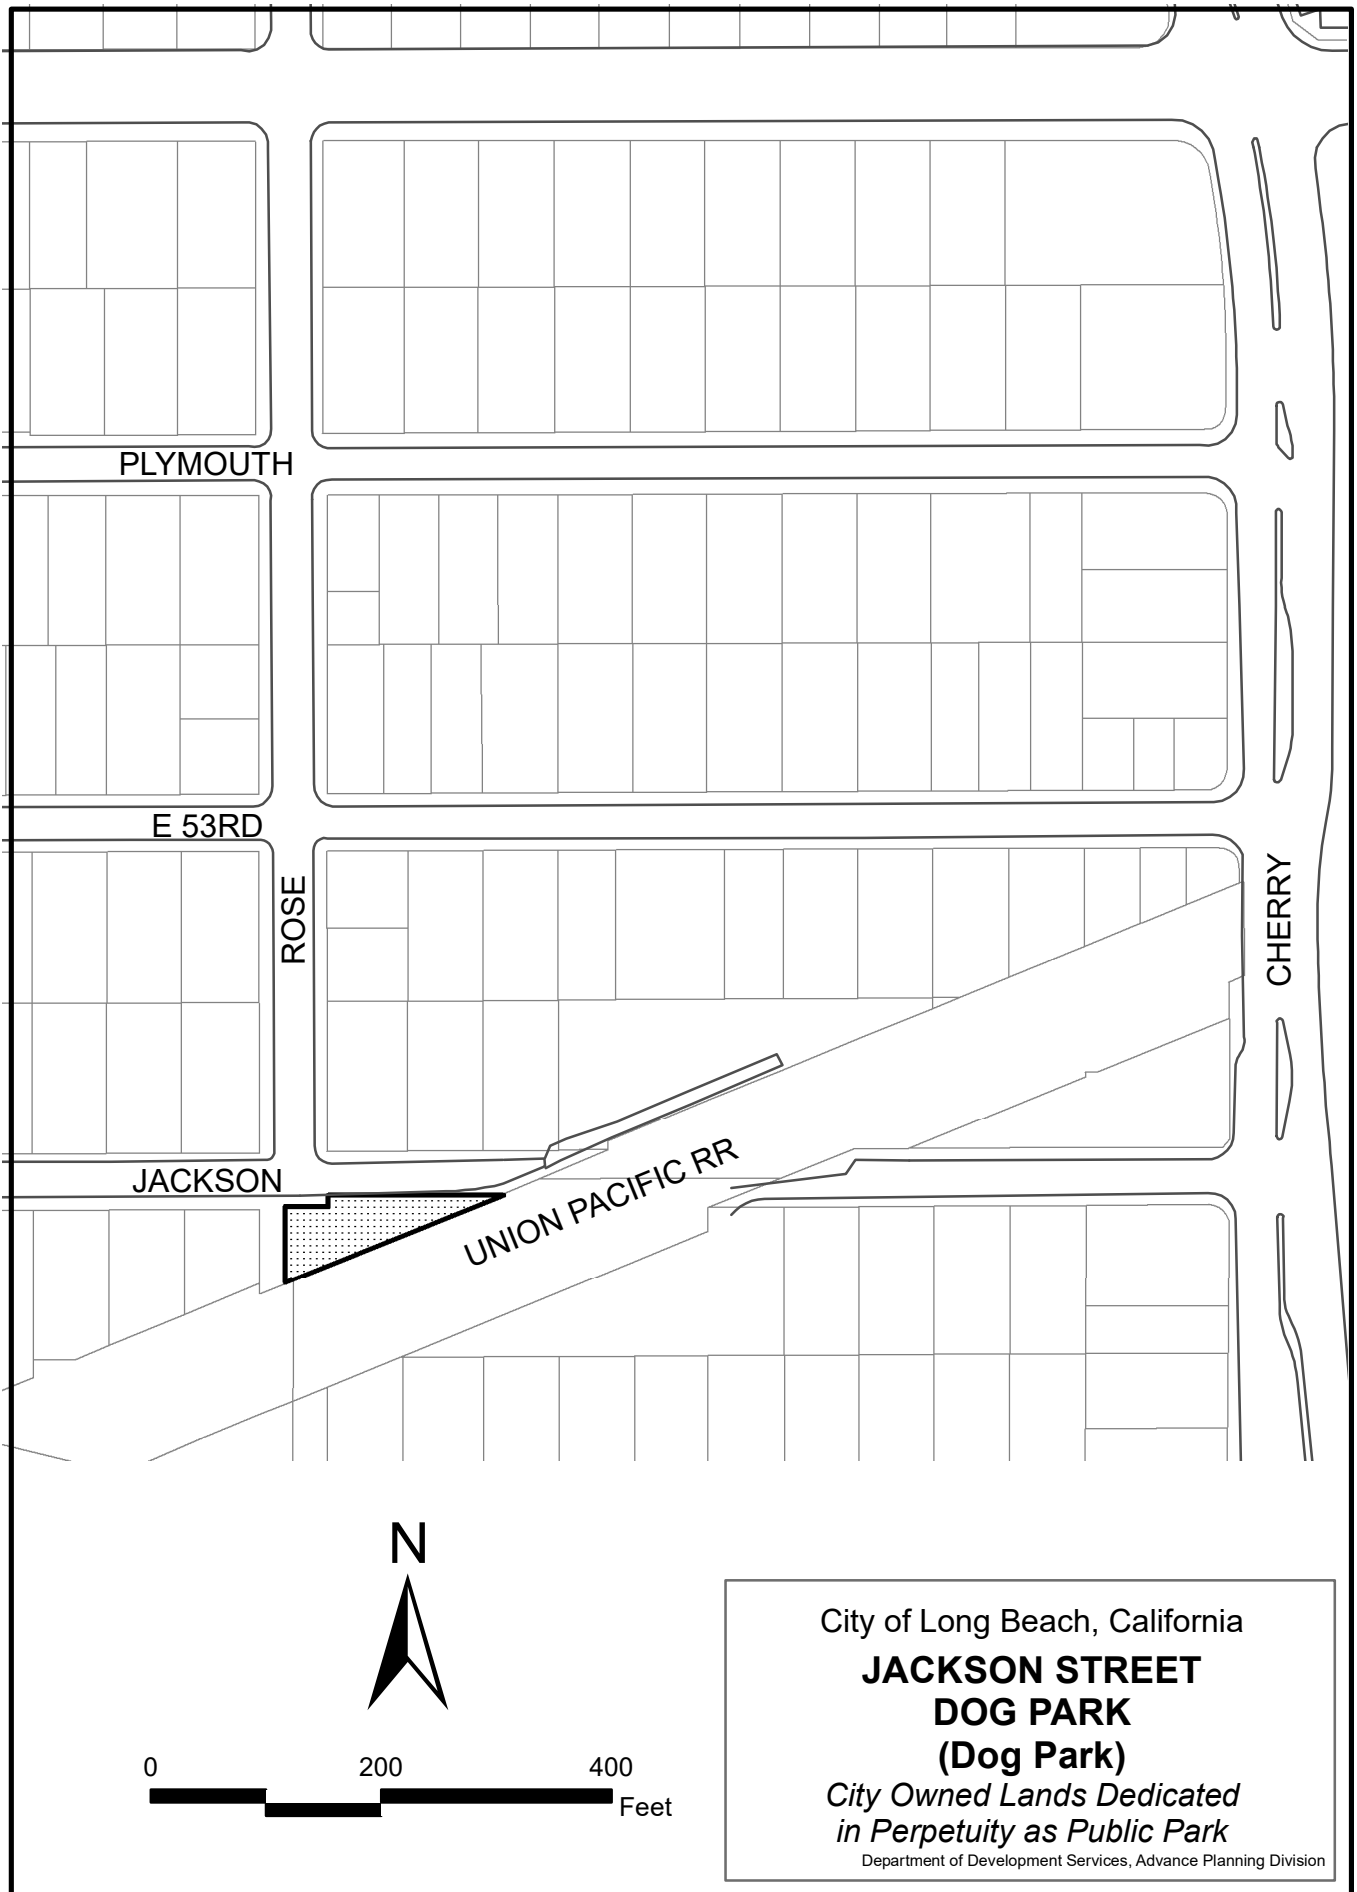 PLYMOUTH
E 53RD
ROSE
CHERRY
JACKSON
UNION PACIFIC RR
N
0 200 400
Feet
City of Long Beach, California
JACKSON STREET
DOG PARK
(Dog Park)
City Owned Lands Dedicated
in Perpetuity as Public Park
Department of Development Services, Advance Planning Division